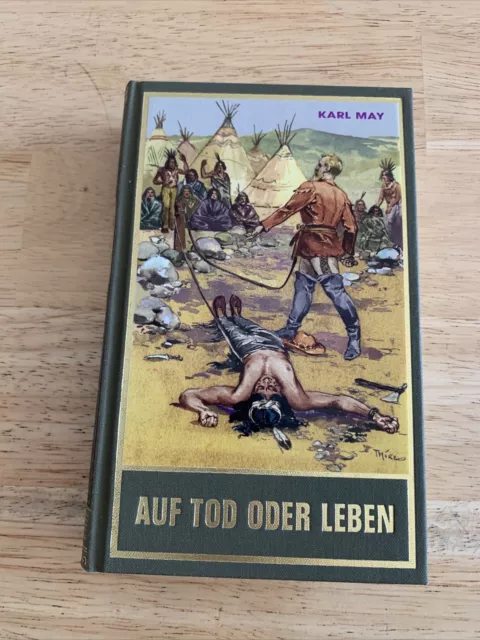 KARL MAY
AUF TOD ODER LEBEN